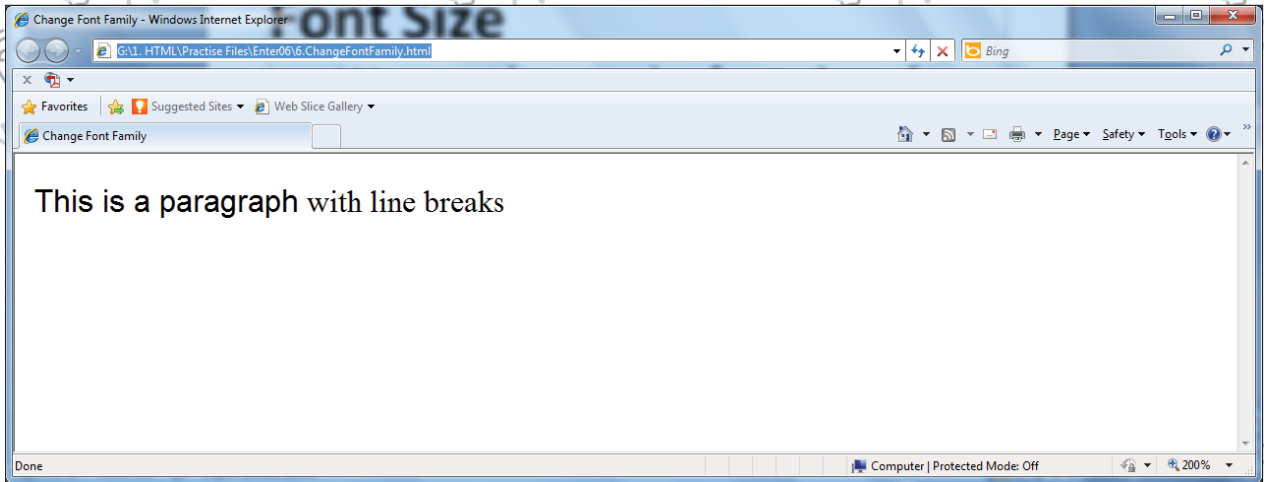 Font Size
Change Font Family - Windows Internet Explorer
G:\1. HTML\Practise Files\Enter06\6.ChangeFontFamily.html
Bing
x
Favorites Suggested Sites Web Slice Gallery
Change Font Family
Page Safety Tools »
This is a paragraph with line breaks
Done
Computer | Protected Mode: Off
200%